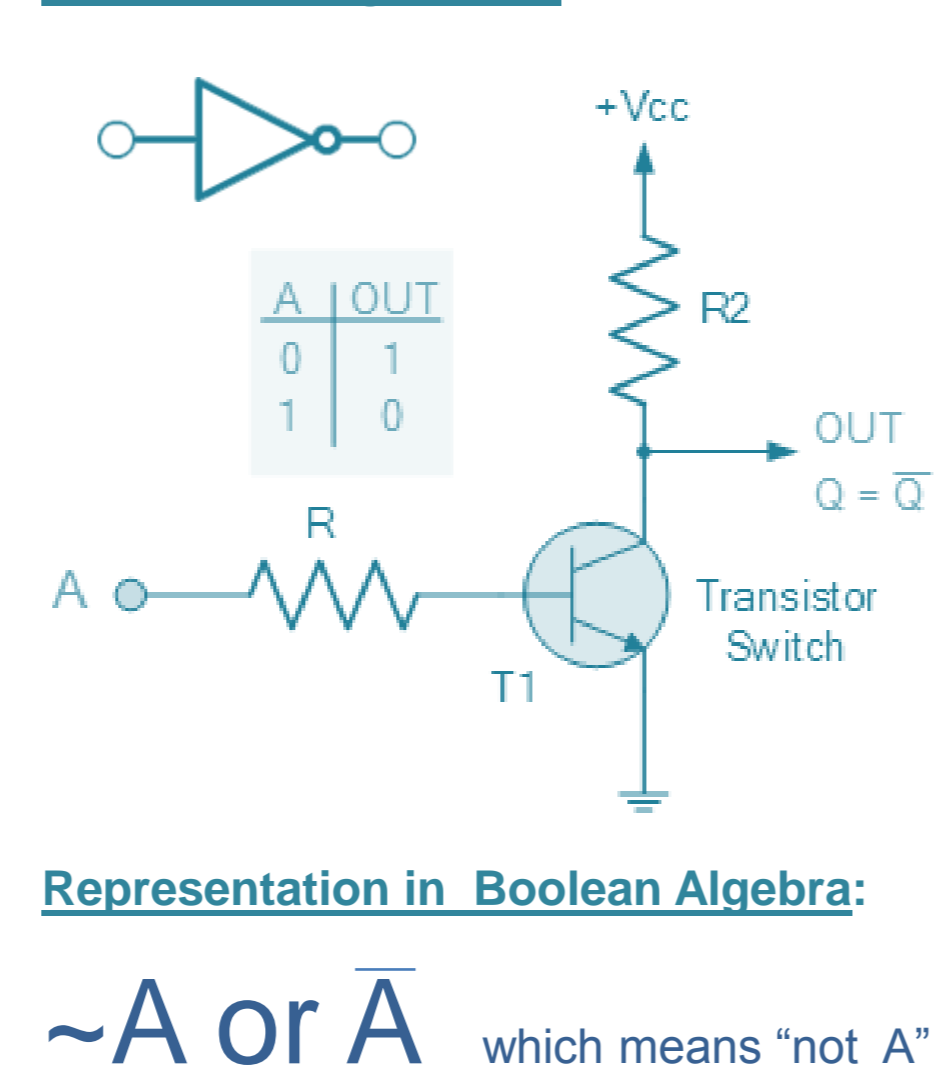 +Vcc
A OUT
0 1
1 0
R2
OUT
Q = Q̅
R
A
Transistor
Switch
T1
Representation in Boolean Algebra:
~A or A̅ which means “not A”